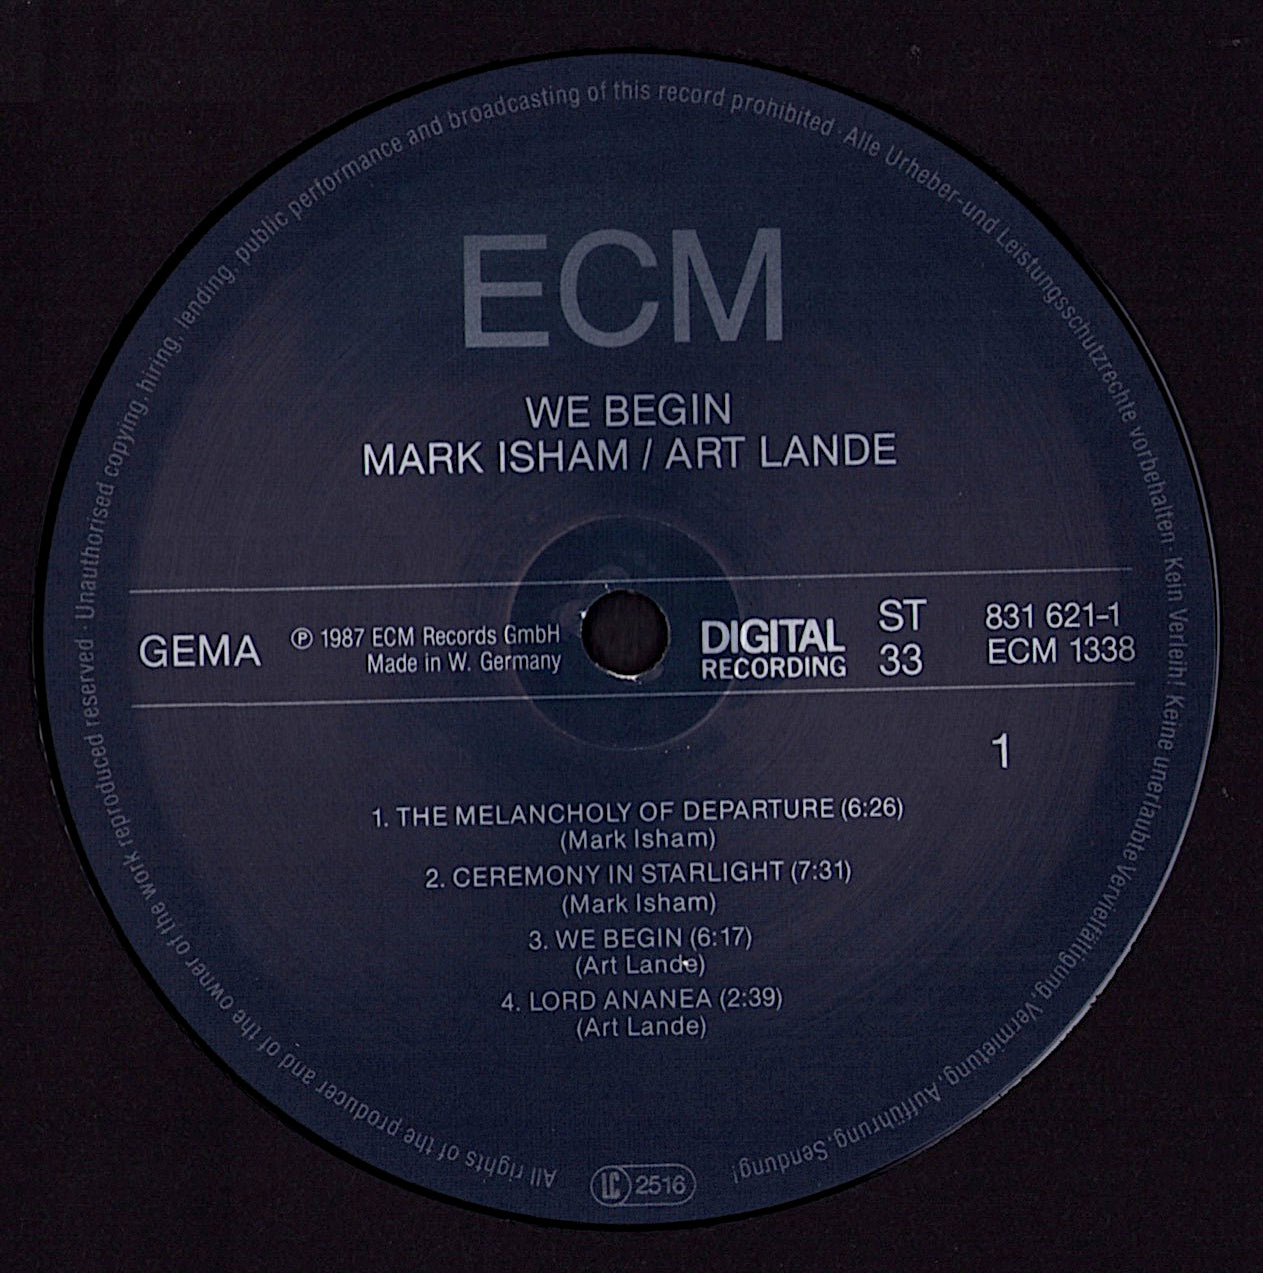 ECM
WE BEGIN
MARK ISHAM / ART LANDE
GEMA
℗ 1987 ECM Records GmbH
Made in W. Germany
DIGITAL
RECORDING
ST
33
831 621-1
ECM 1338
1
1. THE MELANCHOLY OF DEPARTURE (6:26)
(Mark Isham)
2. CEREMONY IN STARLIGHT (7:31)
(Mark Isham)
3. WE BEGIN (6:17)
(Art Lande)
4. LORD ANANEA (2:39)
(Art Lande)
All rights of the producer and of the owner of the work reproduced reserved · Unauthorised copying, hiring, lending, public performance and broadcasting of this record prohibited · Alle Urheber-und Leistungsschutzrechte vorbehalten · Kein Verleih! Keine unerlaubte Vervielfältigung, Vermietung, Aufführung, Sendung!
LC 2516